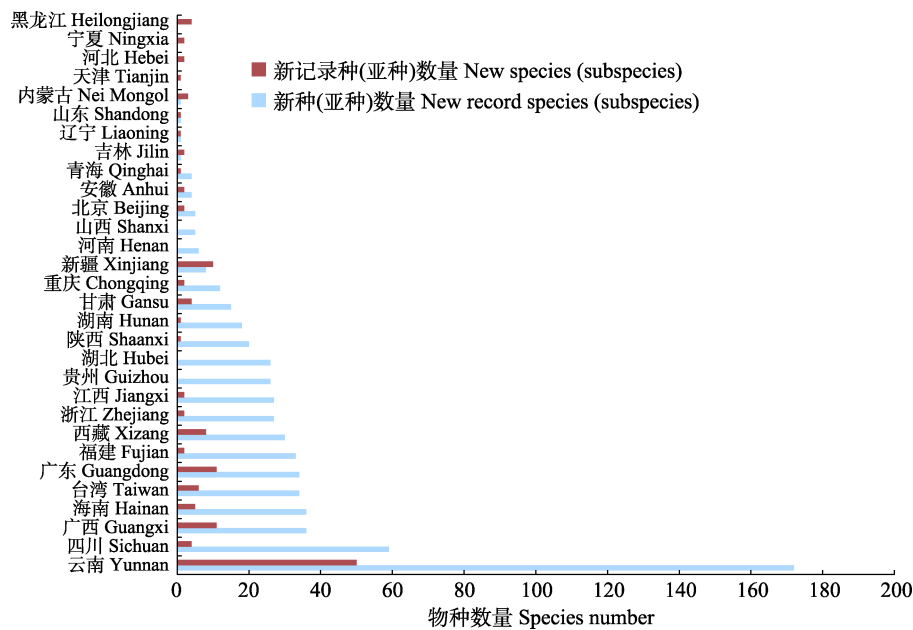 黑龙江 Heilongjiang
宁夏 Ningxia
河北 Hebei
天津 Tianjin
内蒙古 Nei Mongol
山东 Shandong
辽宁 Liaoning
吉林 Jilin
青海 Qinghai
安徽 Anhui
北京 Beijing
山西 Shanxi
河南 Henan
新疆 Xinjiang
重庆 Chongqing
甘肃 Gansu
湖南 Hunan
陕西 Shaanxi
湖北 Hubei
贵州 Guizhou
江西 Jiangxi
浙江 Zhejiang
西藏 Xizang
福建 Fujian
广东 Guangdong
台湾 Taiwan
海南 Hainan
广西 Guangxi
四川 Sichuan
云南 Yunnan
新记录种(亚种)数量 New species (subspecies)
新种(亚种)数量 New record species (subspecies)
0 20 40 60 80 100 120 140 160 180 200
物种数量 Species number